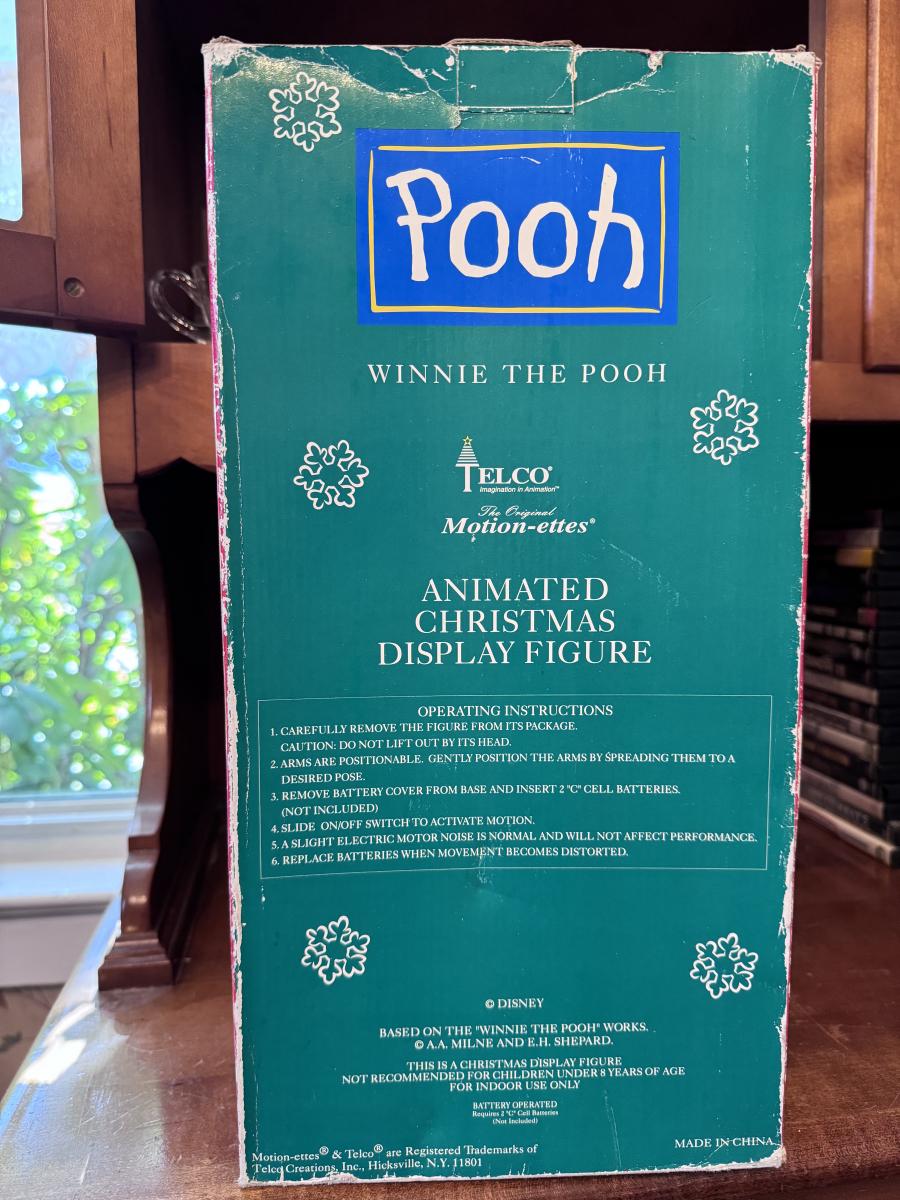 Pooh
WINNIE THE POOH
TELCO®
Imagination in Animation™
The Original
Motion-ettes®
ANIMATED
CHRISTMAS
DISPLAY FIGURE
OPERATING INSTRUCTIONS
1. CAREFULLY REMOVE THE FIGURE FROM ITS PACKAGE.
CAUTION: DO NOT LIFT OUT BY ITS HEAD.
2. ARMS ARE POSITIONABLE. GENTLY POSITION THE ARMS BY SPREADING THEM TO A
DESIRED POSE.
3. REMOVE BATTERY COVER FROM BASE AND INSERT 2 "C" CELL BATTERIES.
(NOT INCLUDED)
4. SLIDE ON/OFF SWITCH TO ACTIVATE MOTION.
5. A SLIGHT ELECTRIC MOTOR NOISE IS NORMAL AND WILL NOT AFFECT PERFORMANCE.
6. REPLACE BATTERIES WHEN MOVEMENT BECOMES DISTORTED.
© DISNEY
BASED ON THE "WINNIE THE POOH" WORKS.
© A.A. MILNE AND E.H. SHEPARD.
THIS IS A CHRISTMAS DISPLAY FIGURE
NOT RECOMMENDED FOR CHILDREN UNDER 8 YEARS OF AGE
FOR INDOOR USE ONLY
BATTERY OPERATED
Requires 2 "C" Cell Batteries
(Not Included)
Motion-ettes® & Telco® are Registered Trademarks of
Telco Creations, Inc., Hicksville, N.Y. 11801
MADE IN CHINA